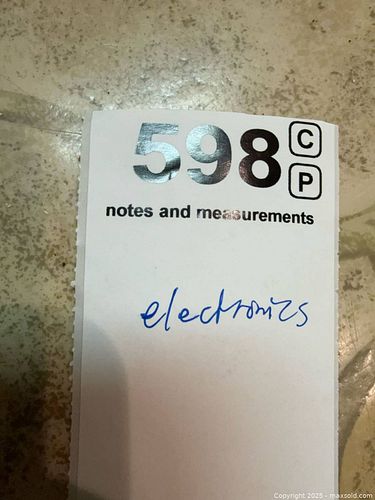 598 C
P
notes and measurements
electronics
Copyright 2025 - maxsold.com